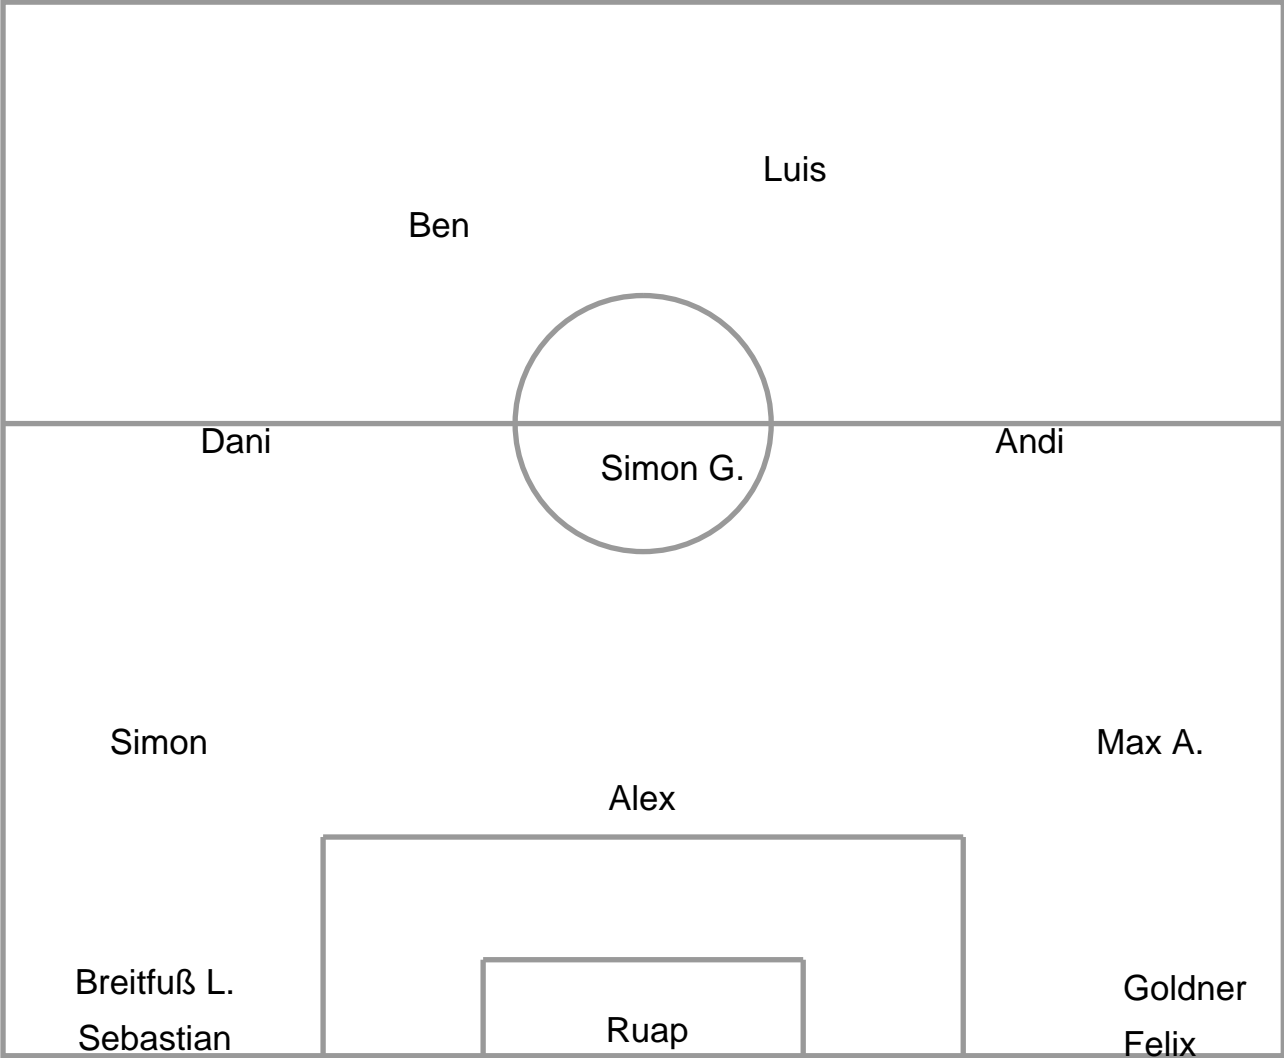 Luis
Ben
Dani
Andi
Simon G.
Simon
Max A.
Alex
Breitfuß L.
Goldner
Sebastian
Ruap
Felix